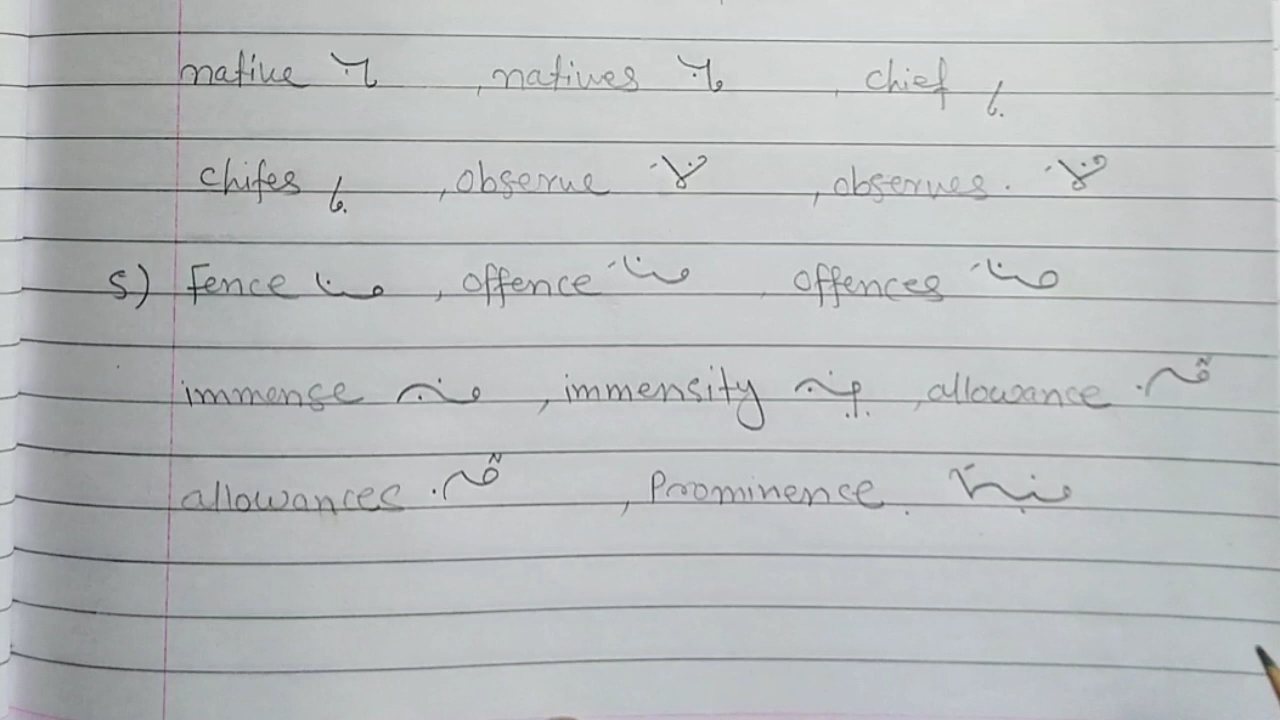 native , natives , chief
chifes , observe , observes.
5) Fence , offence , offences
immense , immensity , allowance
allowances , Prominence